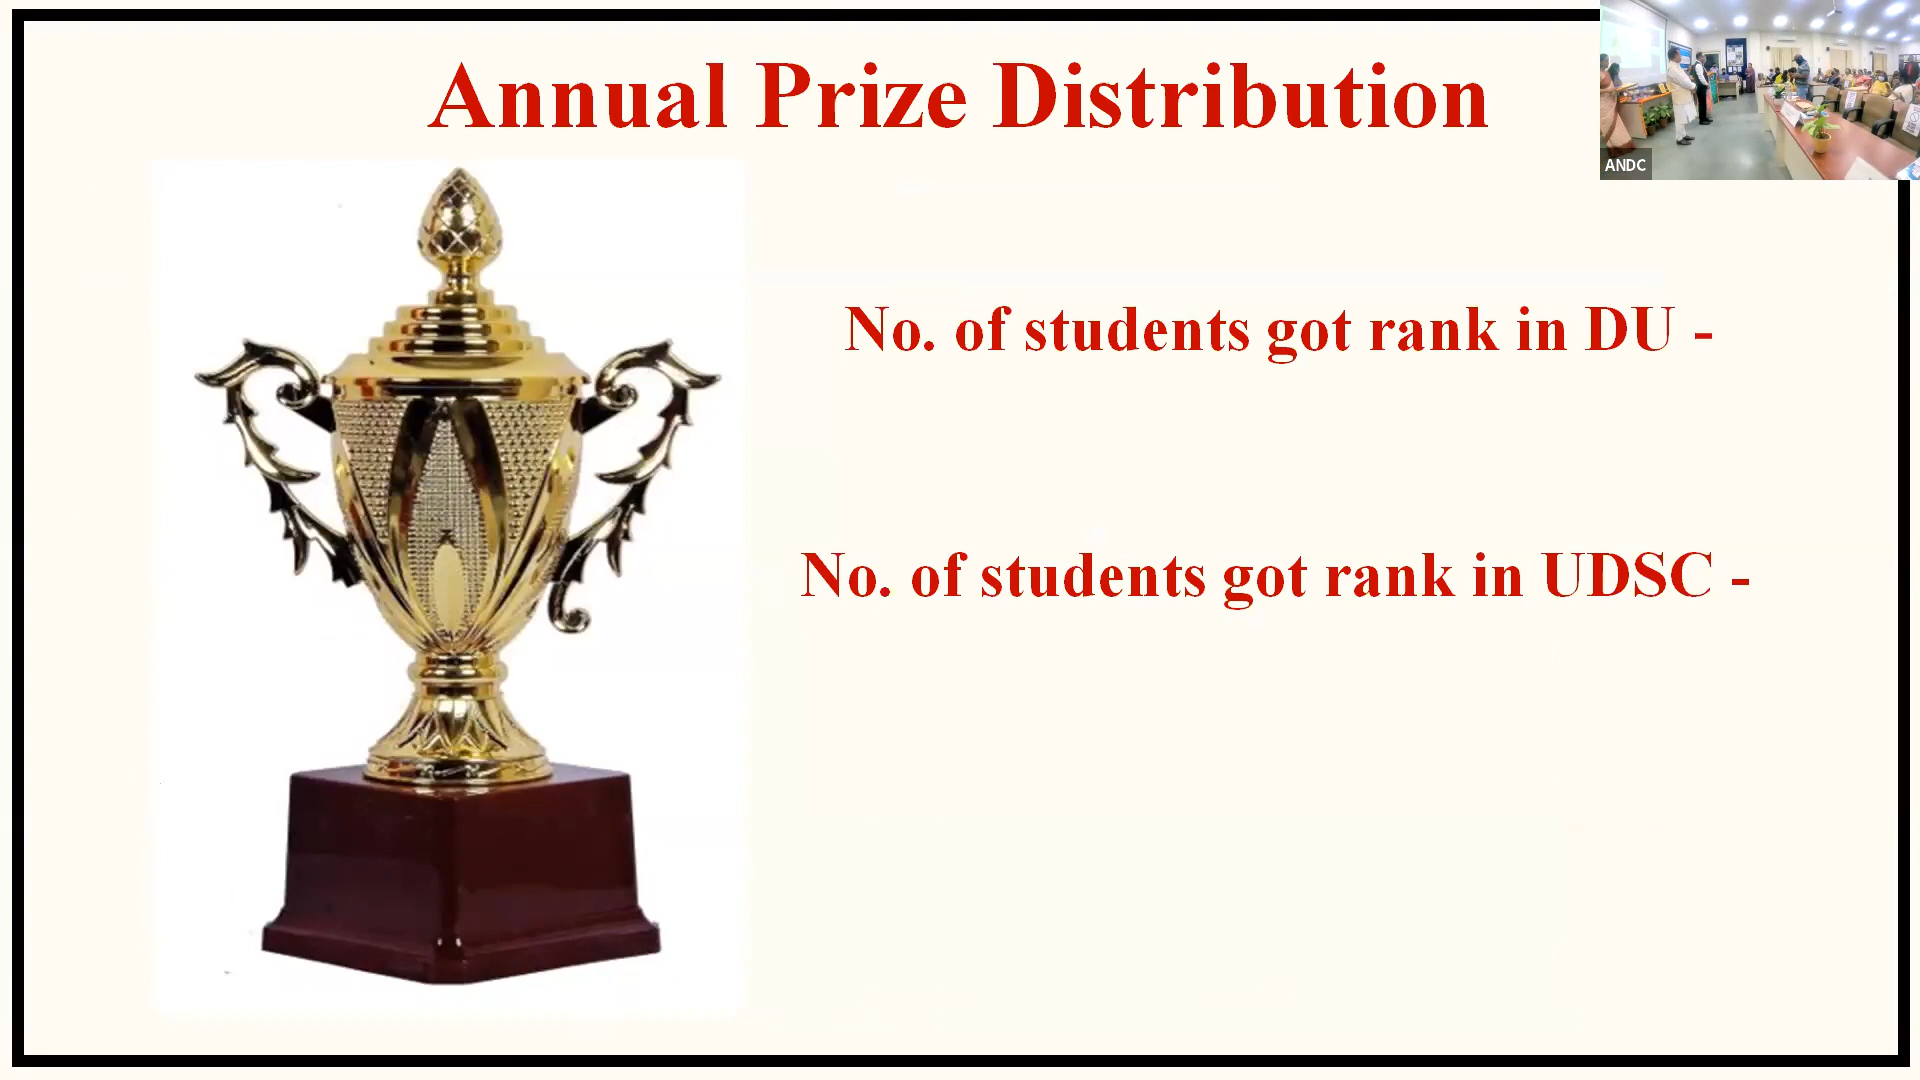 Annual Prize Distribution
ANDC
No. of students got rank in DU -
No. of students got rank in UDSC -